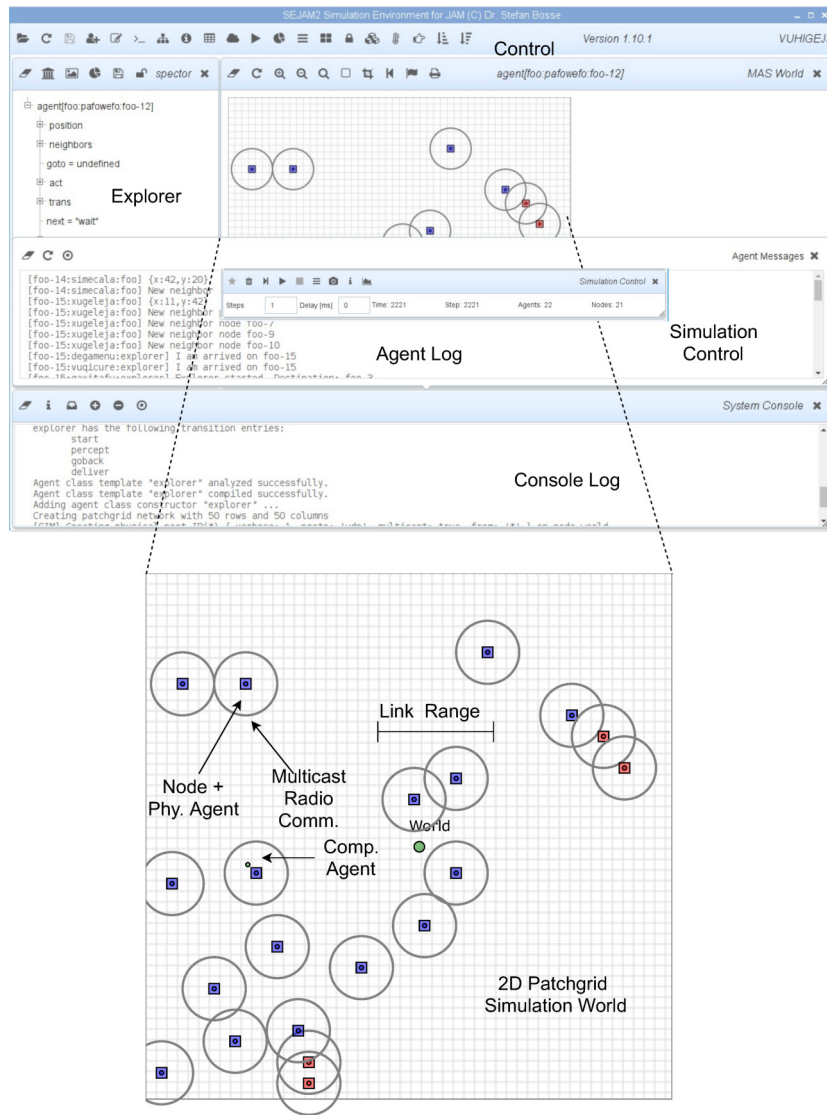 SEJAM2 Simulation Environment for JAM (C) Dr. Stefan Bosse
Control
Version 1.10.1
VUHIGEJI
spector
agent[foo:pafowefo:foo-12]
MAS World
agent[foo:pafowefo:foo-12]
position
neighbors
goto = undefined
act
trans
next = "wait"
Explorer
Agent Messages
[foo-14:simecala:foo] {x:42,y:20}
[foo-14:simecala:foo] New neighbor
[foo-15:xugeleja:foo] {x:11,y:42}
[foo-15:xugeleja:foo] New neighbor
[foo-15:xugeleja:foo] New neighbor node foo-7
[foo-15:xugeleja:foo] New neighbor node foo-9
[foo-15:xugeleja:foo] New neighbor node foo-10
[foo-15:degamenu:explorer] I am arrived on foo-15
[foo-15:vuqicure:explorer] I am arrived on foo-15
Simulation Control
Steps 1 Delay [ms] 0 Time: 2221 Step: 2221 Agents: 22 Nodes: 21
Agent Log
Simulation
Control
System Console
explorer has the following transition entries:
start
percept
goback
deliver
Agent class template "explorer" analyzed successfully.
Agent class template "explorer" compiled successfully.
Adding agent class constructor "explorer" ...
Creating patchgrid network with 50 rows and 50 columns
Console Log
Link Range
Node +
Phy. Agent
Multicast
Radio
Comm.
World
Comp.
Agent
2D Patchgrid
Simulation World